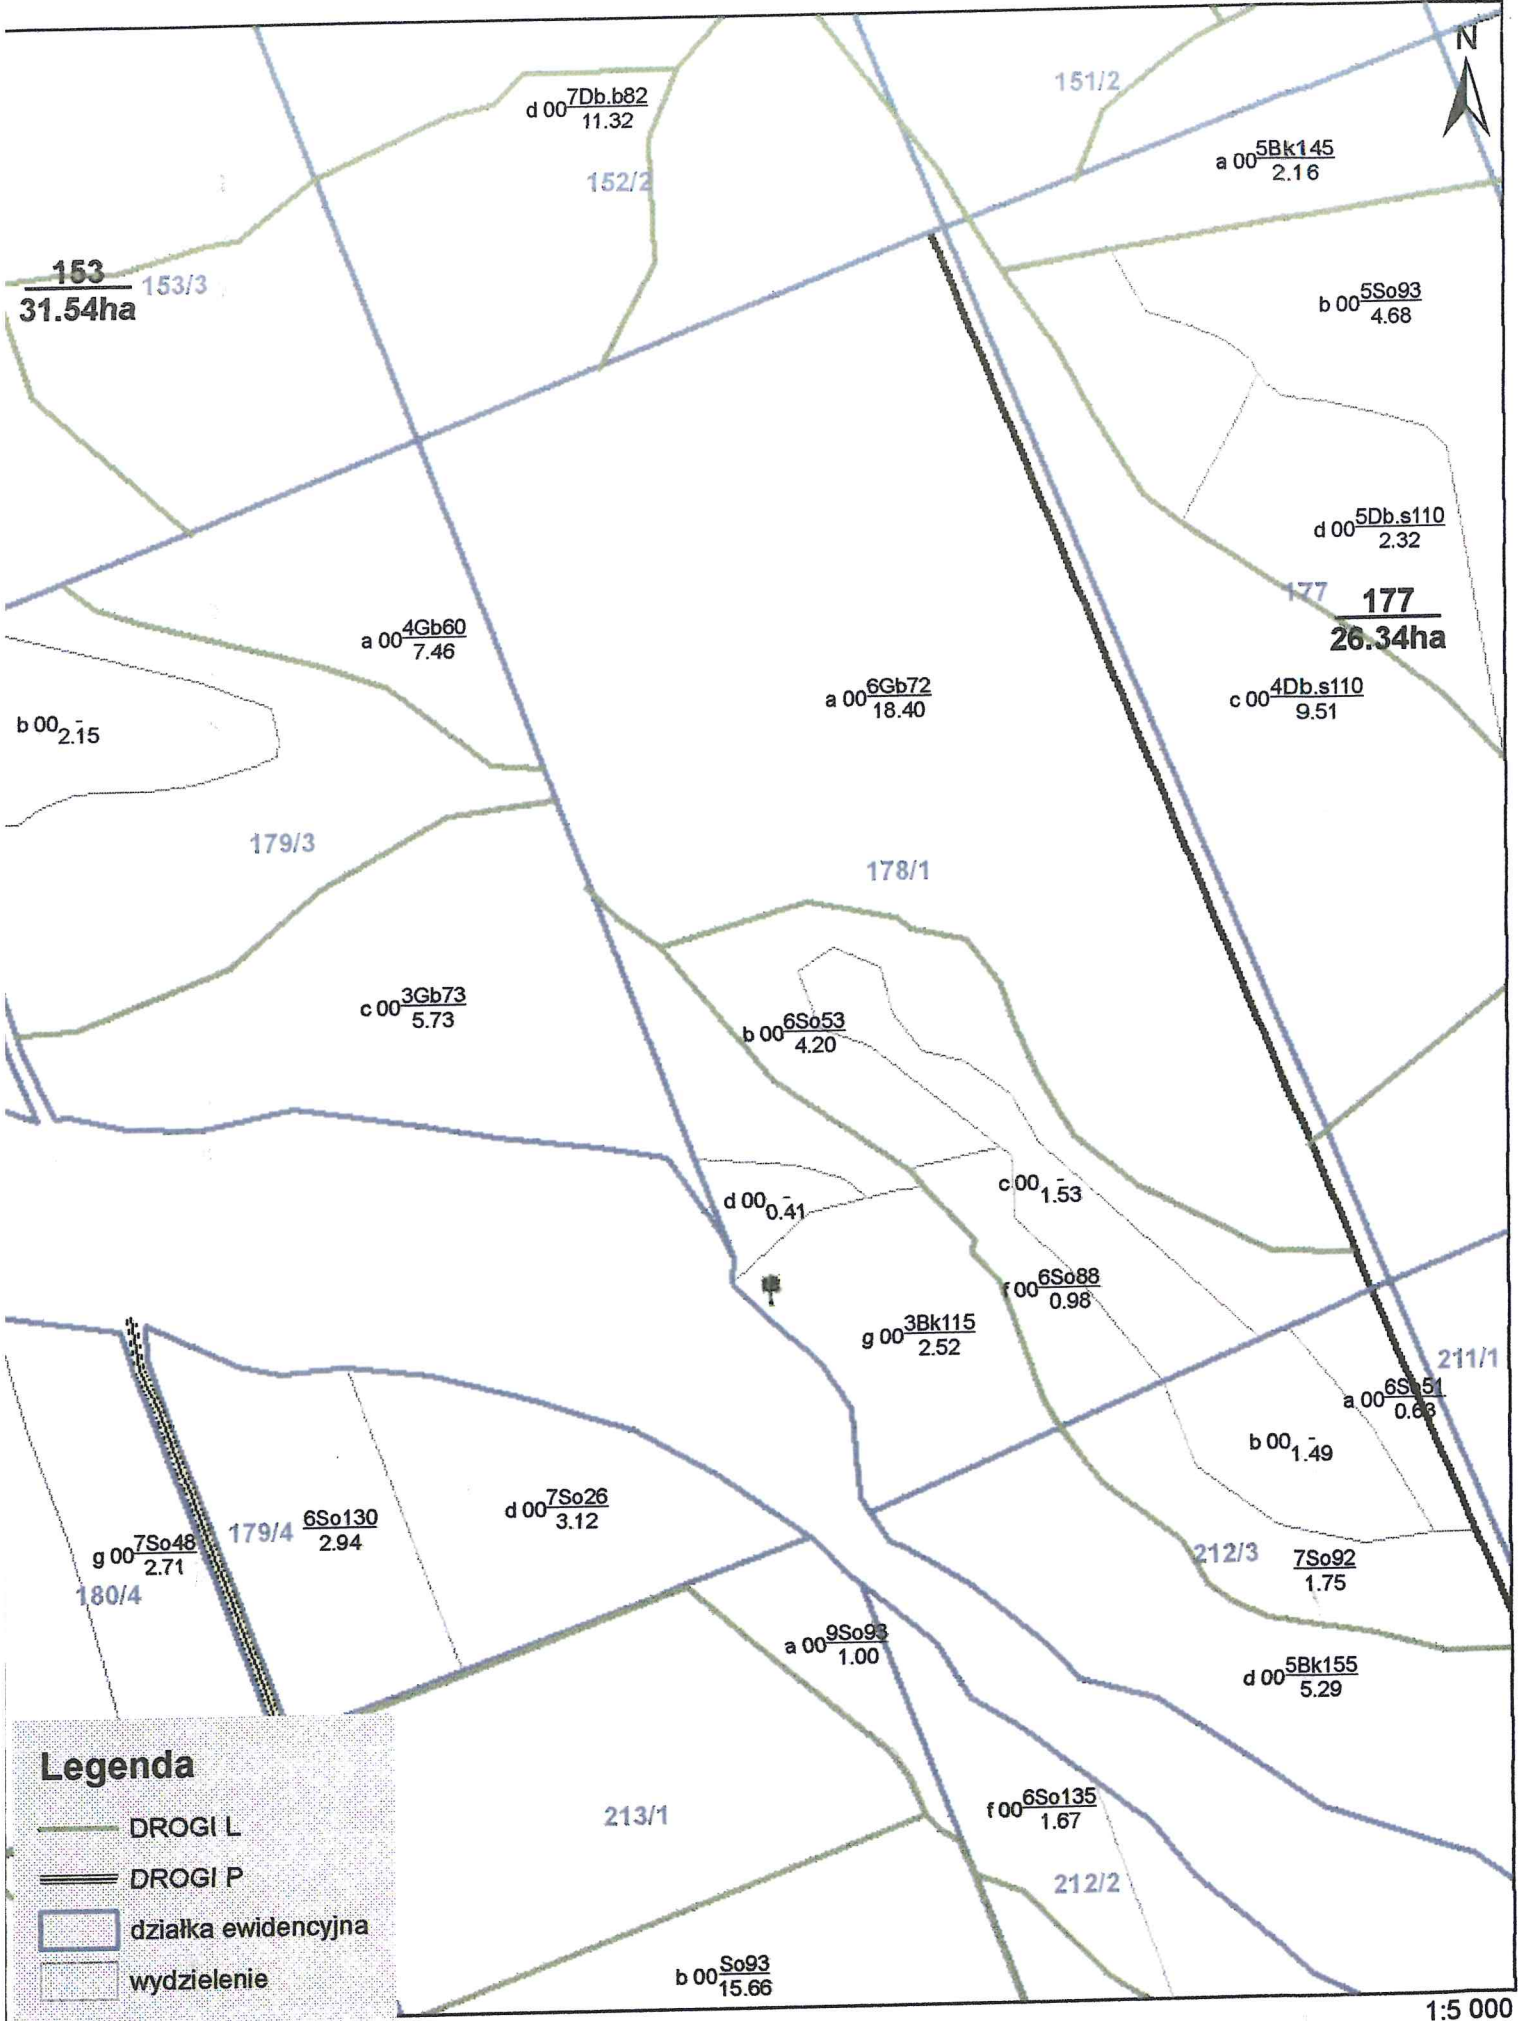 N
151/2
d 00 7Db.b82
11.32
152/2
a 00 5Bk145
2.16
153
31.54ha
153/3
b 00 5So93
4.68
d 00 5Db.s110
2.32
177
177
26.34ha
a 00 4Gb60
7.46
a 00 6Gb72
18.40
c 00 4Db.s110
9.51
b 00 -
2.15
179/3
178/1
c 00 3Gb73
5.73
b 00 6So53
4.20
c 00 -
1.53
d 00 -
0.41
f 00 6So88
0.98
g 00 3Bk115
2.52
211/1
a 00 6So51
0.63
b 00 -
1.49
d 00 7So26
3.12
6So130
2.94
179/4
g 00 7So48
2.71
180/4
212/3
7So92
1.75
a 00 9So93
1.00
d 00 5Bk155
5.29
Legenda
DROGI L
DROGI P
działka ewidencyjna
wydzielenie
213/1
f 00 6So135
1.67
212/2
b 00 So93
15.66
1:5 000